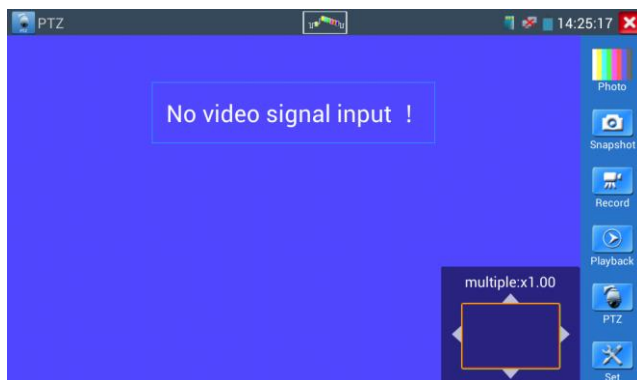 PTZ
14:25:17
Photo
No video signal input !
Snapshot
Record
Playback
multiple:x1.00
PTZ
Set